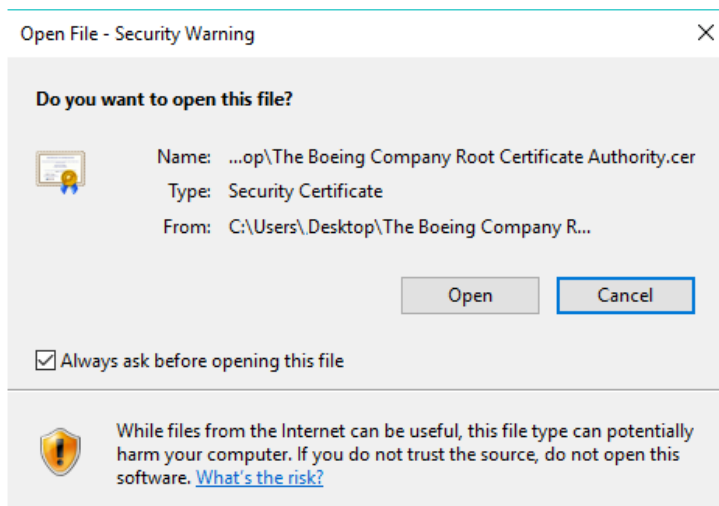 Open File - Security Warning
Do you want to open this file?
Name: ...op\The Boeing Company Root Certificate Authority.cer
Type: Security Certificate
From: C:\Users\.Desktop\The Boeing Company R...
Open Cancel
Always ask before opening this file
While files from the Internet can be useful, this file type can potentially
harm your computer. If you do not trust the source, do not open this
software. What's the risk?